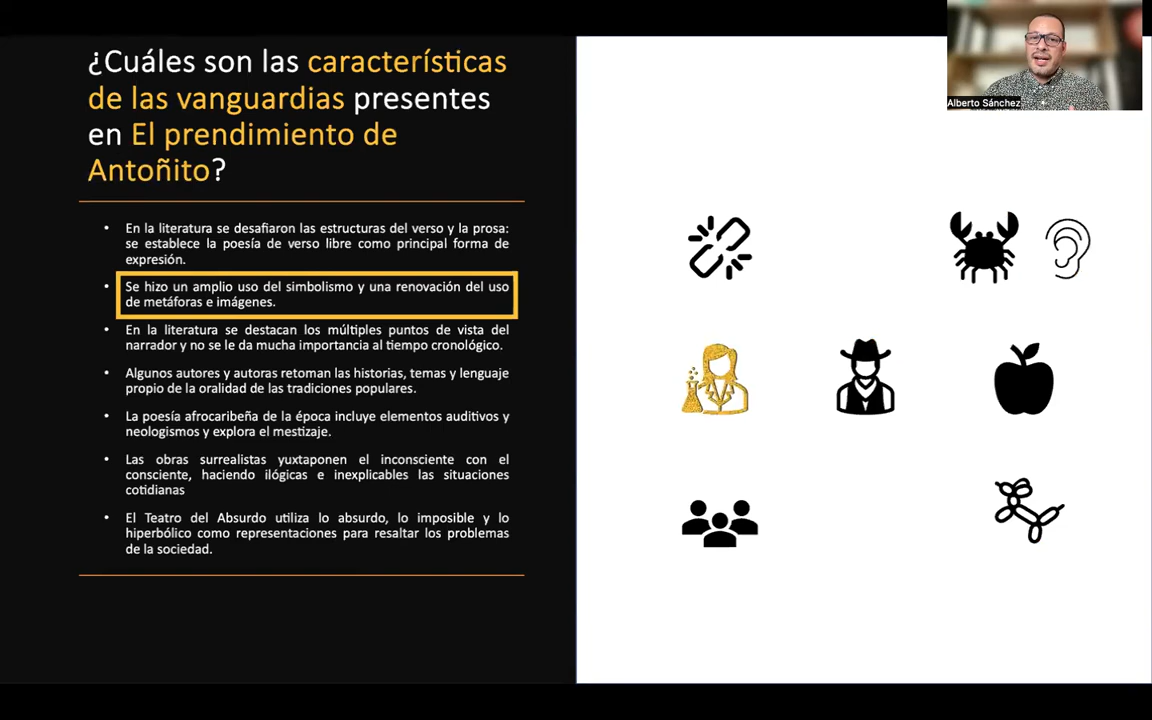 ¿Cuáles son las características
de las vanguardias presentes
en El prendimiento de
Antoñito?
En la literatura se desafiaron las estructuras del verso y la prosa:
se establece la poesía de verso libre como principal forma de
expresión.
Se hizo un amplio uso del simbolismo y una renovación del uso
de metáforas e imágenes.
En la literatura se destacan los múltiples puntos de vista del
narrador y no se le da mucha importancia al tiempo cronológico.
Algunos autores y autoras retoman las historias, temas y lenguaje
propio de la oralidad de las tradiciones populares.
La poesía afrocaribeña de la época incluye elementos auditivos y
neologismos y explora el mestizaje.
Las obras surrealistas yuxtaponen el inconsciente con el
consciente, haciendo ilógicas e inexplicables las situaciones
cotidianas
El Teatro del Absurdo utiliza lo absurdo, lo imposible y lo
hiperbólico como representaciones para resaltar los problemas
de la sociedad.
Alberto Sánchez